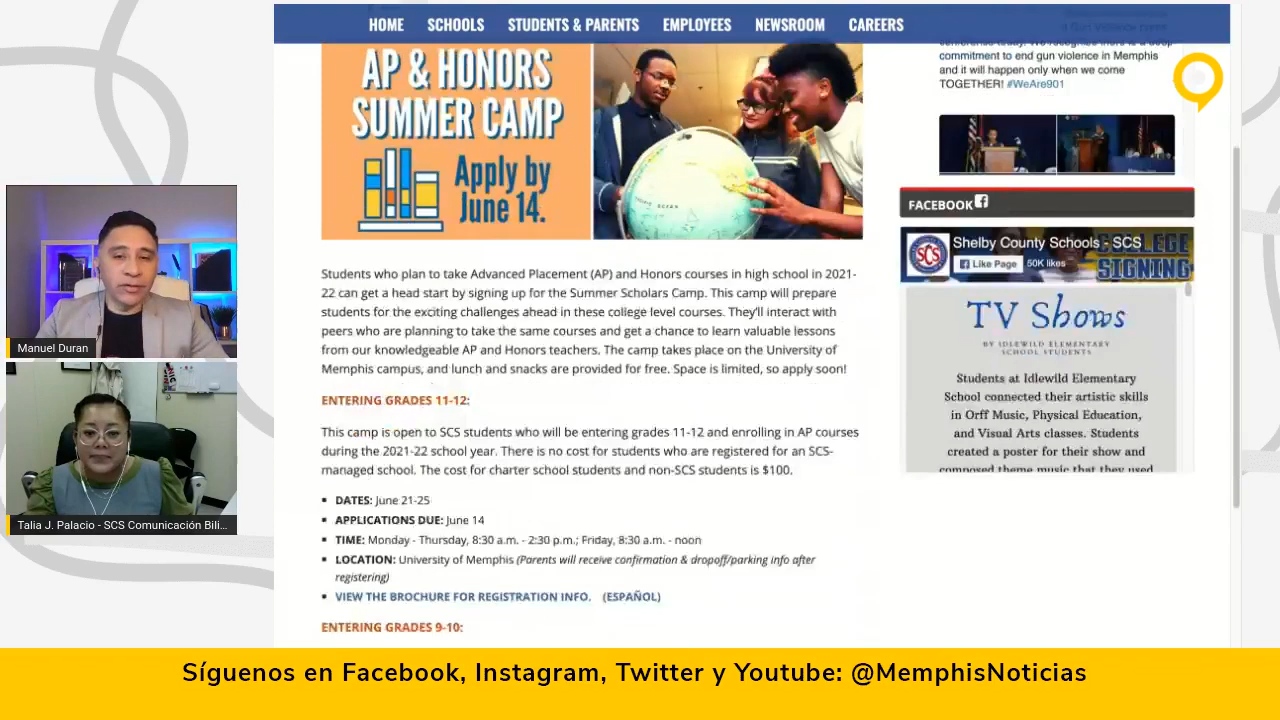 HOME SCHOOLS STUDENTS & PARENTS EMPLOYEES NEWSROOM CAREERS
AP & HONORS
SUMMER CAMP
Apply by
June 14.
Students who plan to take Advanced Placement (AP) and Honors courses in high school in 2021-
22 can get a head start by signing up for the Summer Scholars Camp. This camp will prepare
students for the exciting challenges ahead in these college level courses. They'll interact with
peers who are planning to take the same courses and get a chance to learn valuable lessons
from our knowledgeable AP and Honors teachers. The camp takes place on the University of
Memphis campus, and lunch and snacks are provided for free. Space is limited, so apply soon!
ENTERING GRADES 11-12:
This camp is open to SCS students who will be entering grades 11-12 and enrolling in AP courses
during the 2021-22 school year. There is no cost for students who are registered for an SCS-
managed school. The cost for charter school students and non-SCS students is $100.
DATES: June 21-25
APPLICATIONS DUE: June 14
TIME: Monday - Thursday, 8:30 a.m. - 2:30 p.m.; Friday, 8:30 a.m. - noon
LOCATION: University of Memphis (Parents will receive confirmation & dropoff/parking info after
registering)
VIEW THE BROCHURE FOR REGISTRATION INFO. (ESPAÑOL)
ENTERING GRADES 9-10:
commitment to end gun violence in Memphis
and it will happen only when we come
TOGETHER! #WeAre901
FACEBOOK
SCS
Shelby County Schools - SCS
Like Page 50K likes
COLLEGE
SIGNING
TV Shows
BY IDLEWILD ELEMENTARY
SCHOOL STUDENTS
Students at Idlewild Elementary
School connected their artistic skills
in Orff Music, Physical Education,
and Visual Arts classes. Students
created a poster for their show and
composed theme music that they used
Manuel Duran
Talia J. Palacio - SCS Comunicación Bili...
Síguenos en Facebook, Instagram, Twitter y Youtube: @MemphisNoticias